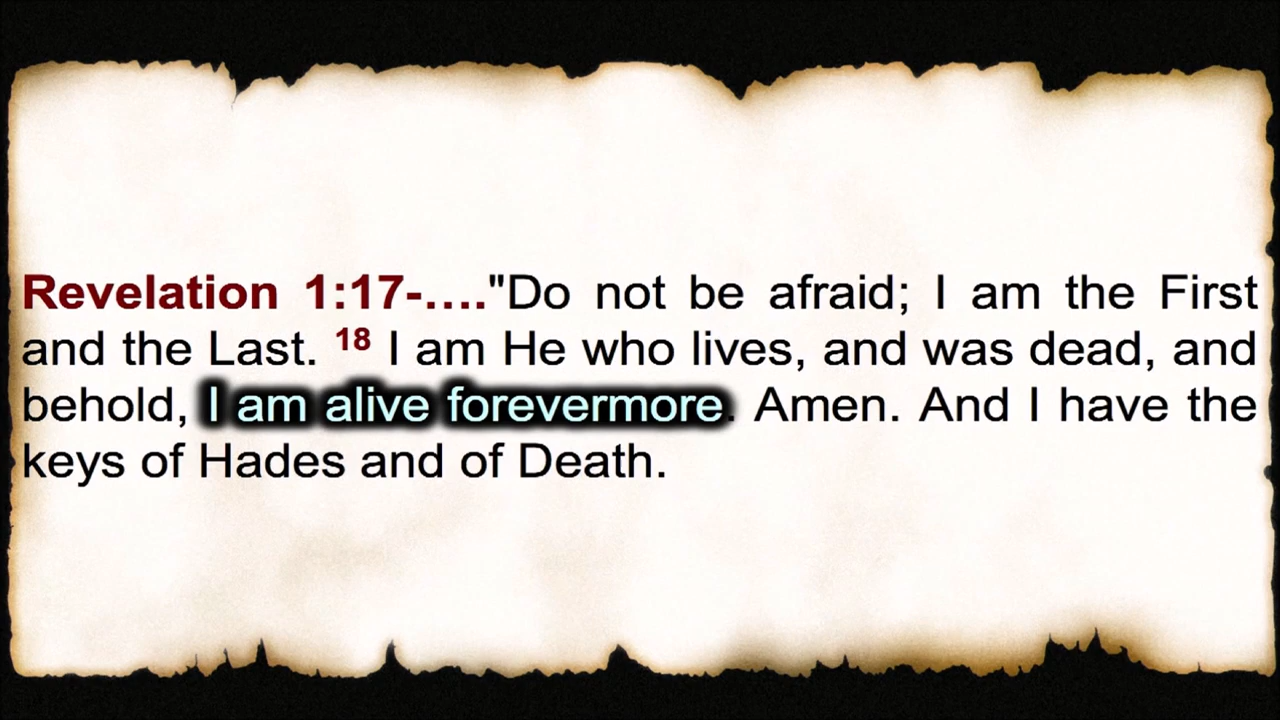 Revelation 1:17-...."Do not be afraid; I am the First
and the Last. 18 I am He who lives, and was dead, and
behold, I am alive forevermore. Amen. And I have the
keys of Hades and of Death.